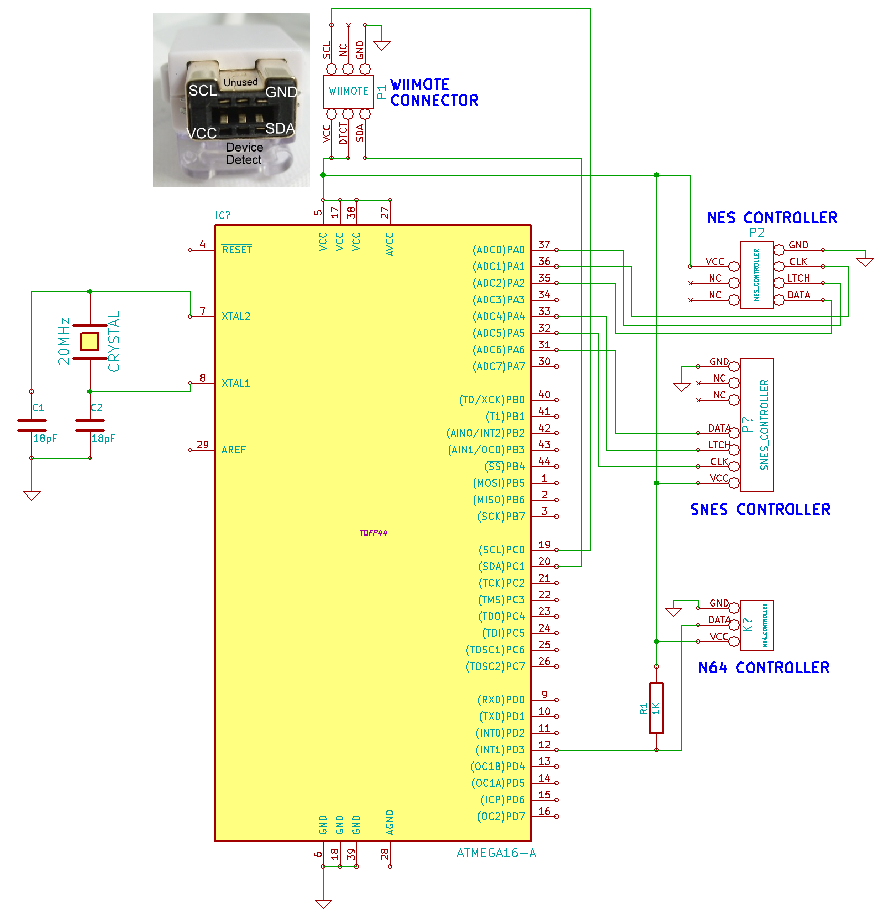 SCL
Unused
GND
VCC
SDA
Device
Detect
SCL
NC
GND
WIIMOTE
P1
WIIMOTE
CONNECTOR
VCC
DTCT
SDA
IC?
5
17
38
27
VCC
VCC
VCC
AVCC
4
RESET
7
XTAL2
8
XTAL1
29
AREF
20MHz
CRYSTAL
C1
18pF
C2
18pF
TQFP44
(ADC0)PA0
37
(ADC1)PA1
36
(ADC2)PA2
35
(ADC3)PA3
34
(ADC4)PA4
33
(ADC5)PA5
32
(ADC6)PA6
31
(ADC7)PA7
30
(T0/XCK)PB0
40
(T1)PB1
41
(AIN0/INT2)PB2
42
(AIN1/OC0)PB3
43
(SS)PB4
44
(MOSI)PB5
1
(MISO)PB6
2
(SCK)PB7
3
(SCL)PC0
19
(SDA)PC1
20
(TCK)PC2
21
(TMS)PC3
22
(TDO)PC4
23
(TDI)PC5
24
(TOSC1)PC6
25
(TOSC2)PC7
26
(RXD)PD0
9
(TXD)PD1
10
(INT0)PD2
11
(INT1)PD3
12
(OC1B)PD4
13
(OC1A)PD5
14
(ICP)PD6
15
(OC2)PD7
16
GND
GND
GND
AGND
6
18
39
28
ATMEGA16-A
NES CONTROLLER
P2
NES_CONTROLLER
VCC
NC
NC
GND
CLK
LTCH
DATA
GND
NC
NC
DATA
LTCH
CLK
VCC
P?
SNES_CONTROLLER
SNES CONTROLLER
GND
DATA
VCC
K?
N64_CONTROLLER
N64 CONTROLLER
R1
1K